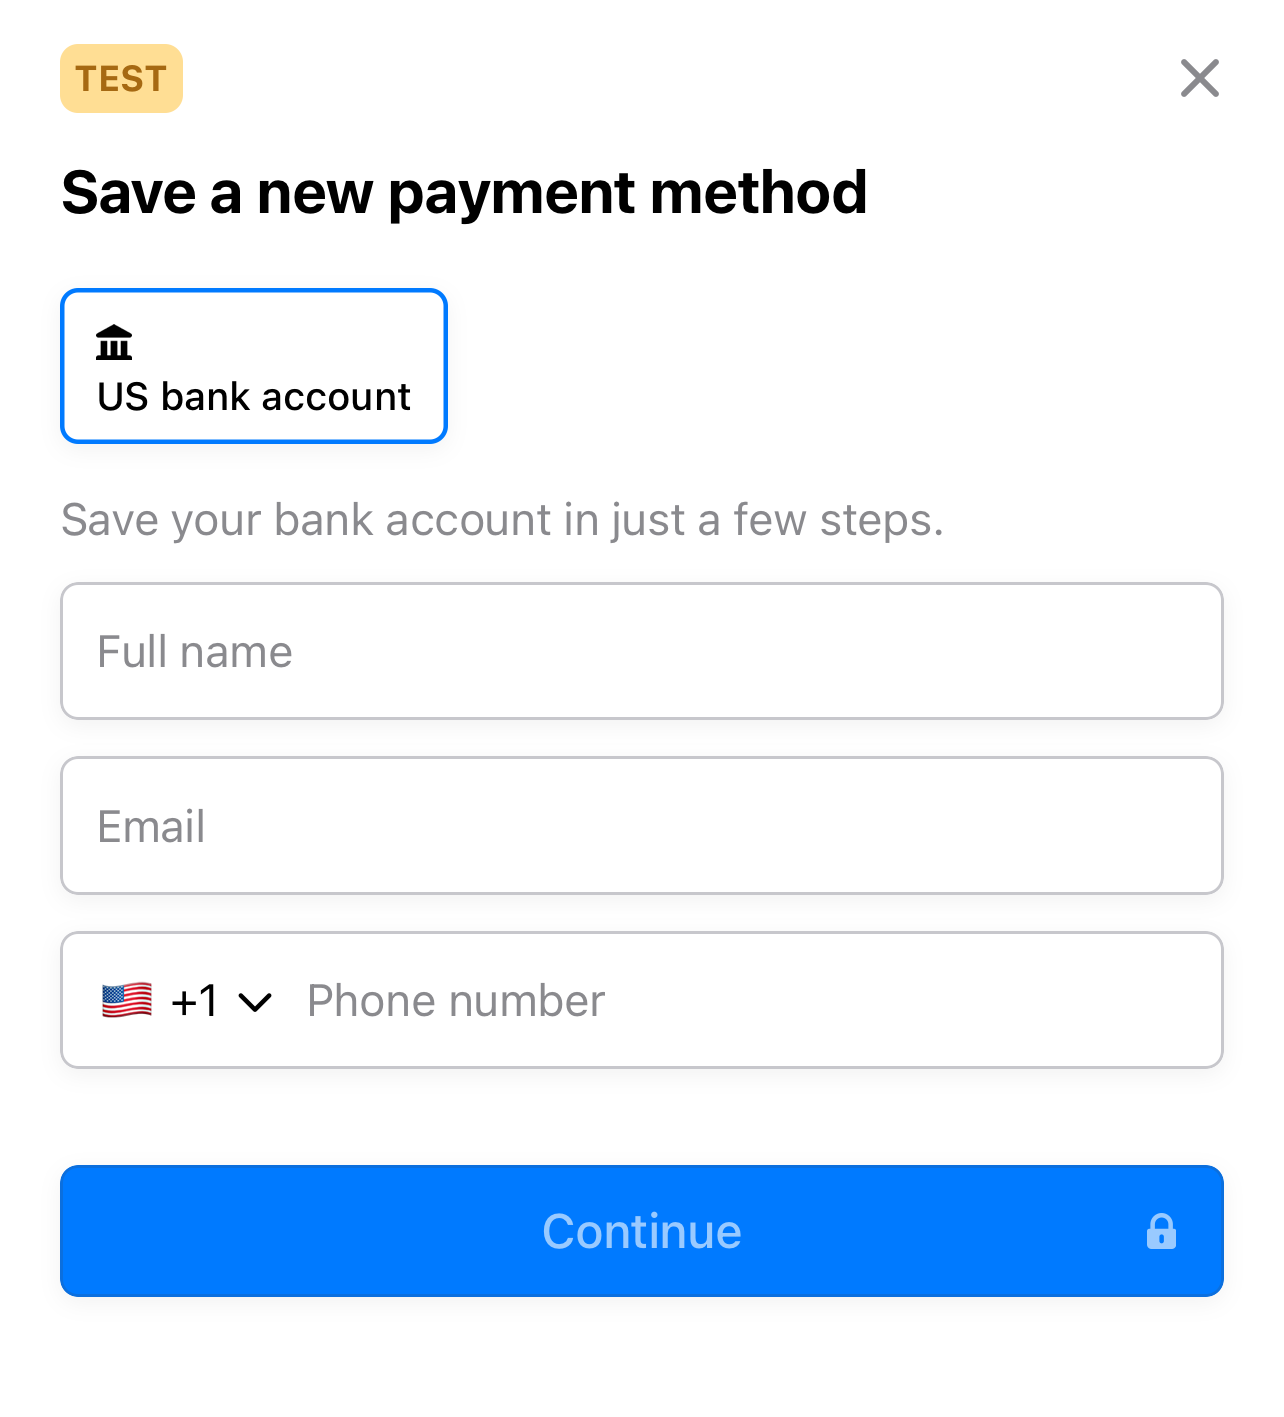 TEST
Save a new payment method
US bank account
Save your bank account in just a few steps.
Full name
Email
+1 Phone number
Continue